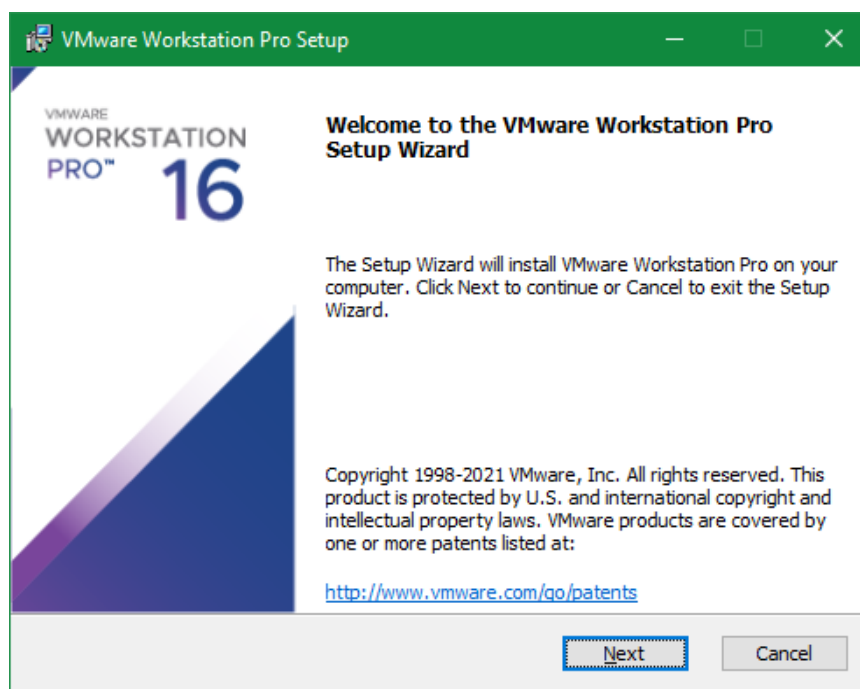 VMware Workstation Pro Setup
VMWARE
WORKSTATION
PRO™ 16
Welcome to the VMware Workstation Pro
Setup Wizard
The Setup Wizard will install VMware Workstation Pro on your
computer. Click Next to continue or Cancel to exit the Setup
Wizard.
Copyright 1998-2021 VMware, Inc. All rights reserved. This
product is protected by U.S. and international copyright and
intellectual property laws. VMware products are covered by
one or more patents listed at:
http://www.vmware.com/go/patents
Next Cancel